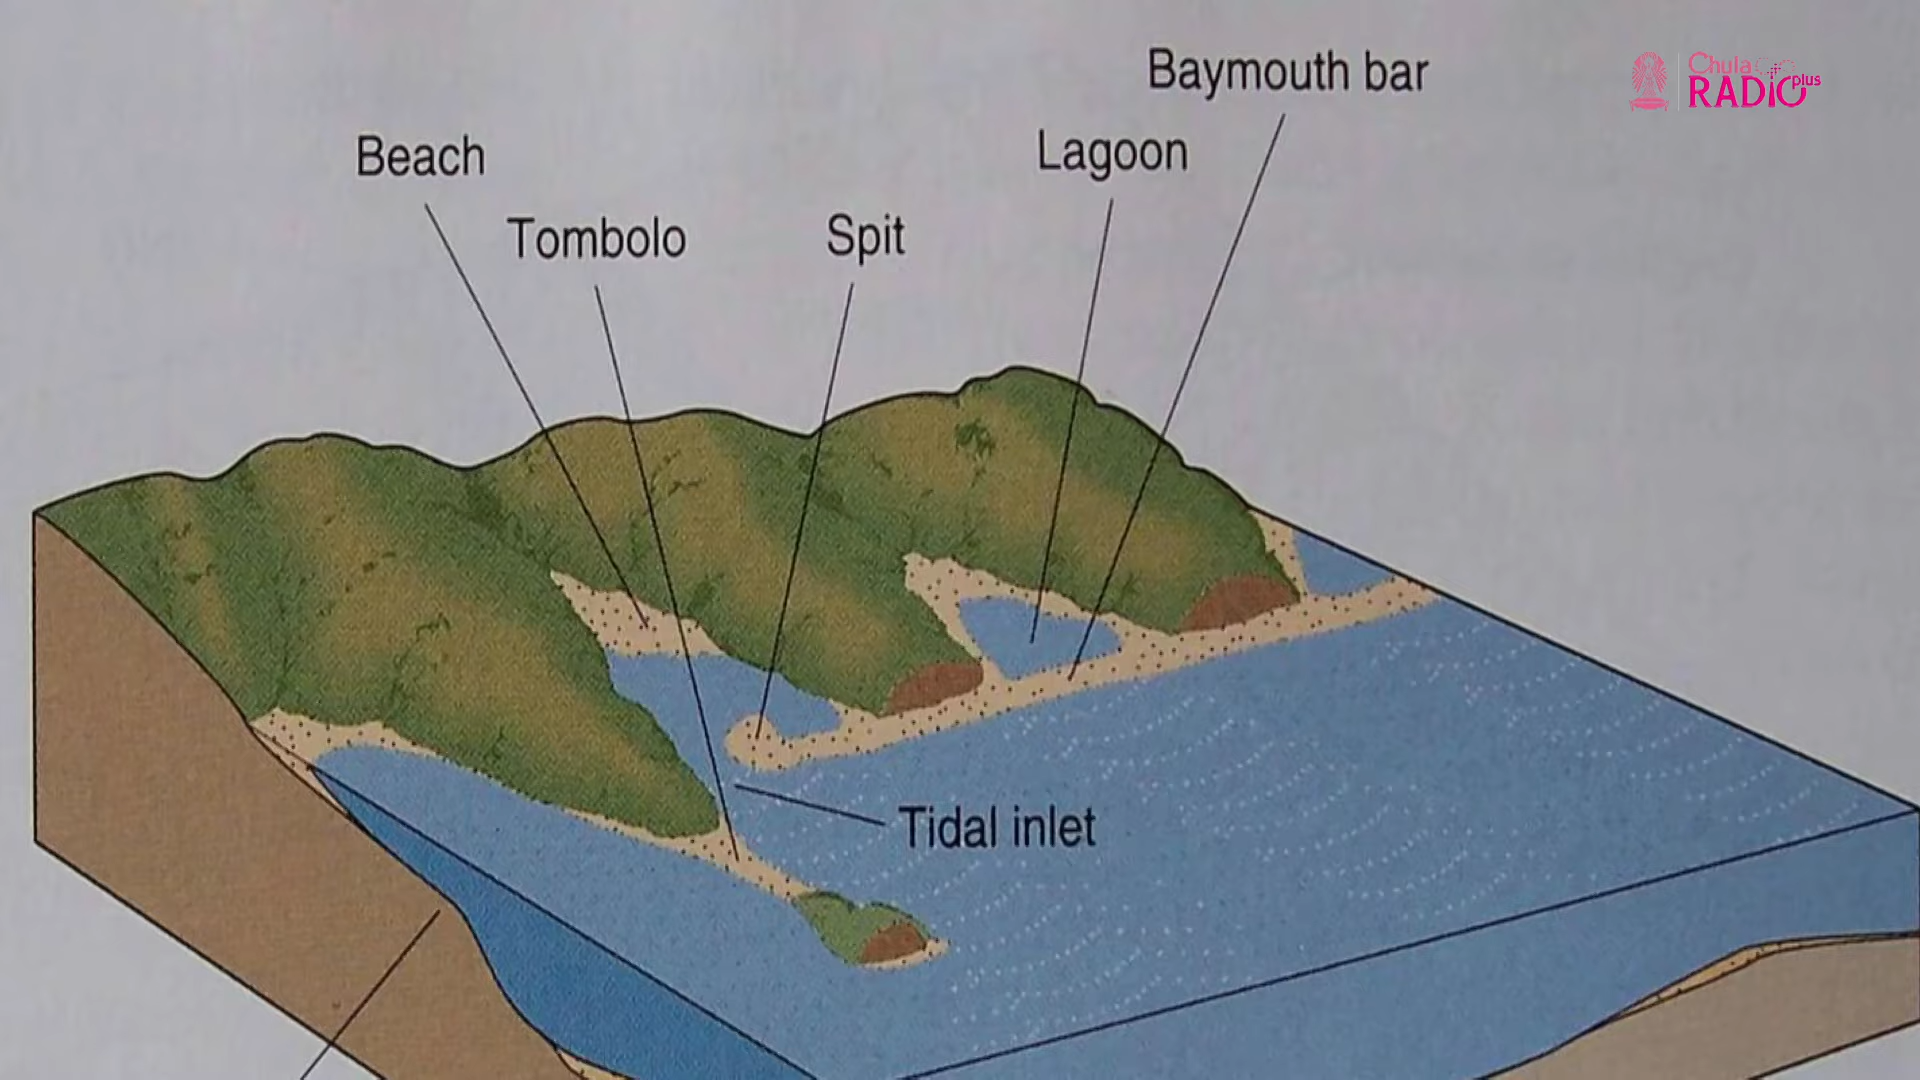 Baymouth bar
Chula
RADIO plus
Lagoon
Beach
Spit
Tombolo
Tidal inlet